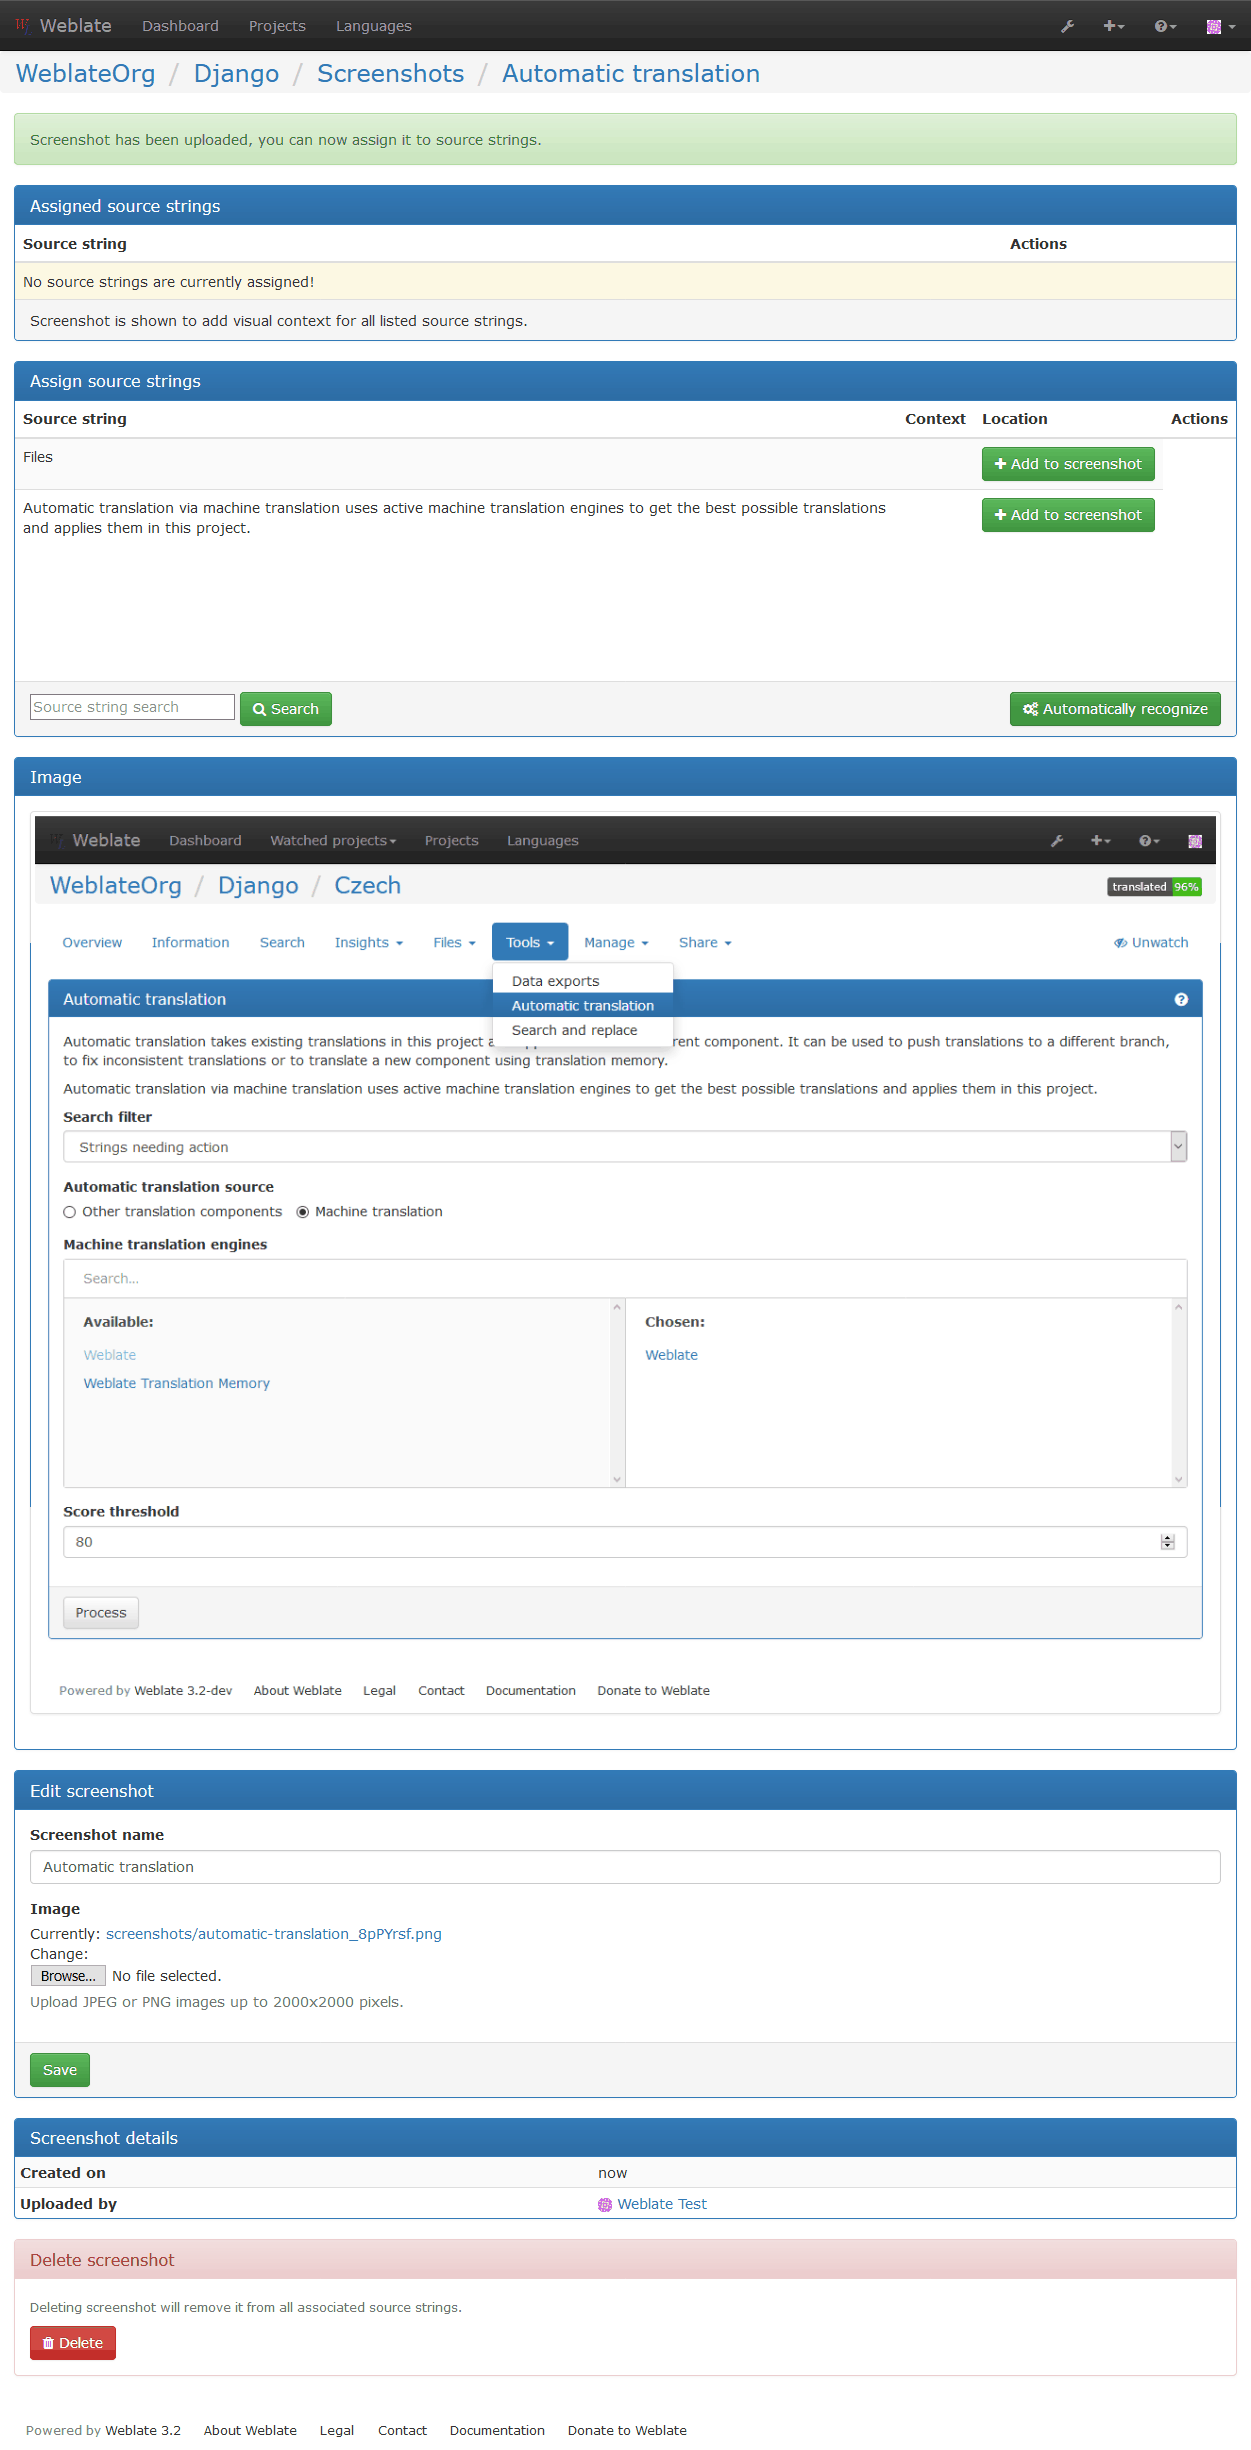 Weblate Dashboard Projects Languages
WeblateOrg / Django / Screenshots / Automatic translation
Screenshot has been uploaded, you can now assign it to source strings.
Assigned source strings
Source string Actions
No source strings are currently assigned!
Screenshot is shown to add visual context for all listed source strings.
Assign source strings
Source string Context Location Actions
Files Add to screenshot
Automatic translation via machine translation uses active machine translation engines to get the best possible translations Add to screenshot
and applies them in this project.
Source string search Search Automatically recognize
Image
Weblate Dashboard Watched projects Projects Languages
WeblateOrg / Django / Czech translated 96%
Overview Information Search Insights Files Tools Manage Share Unwatch
Data exports
Automatic translation Automatic translation
Search and replace
Automatic translation takes existing translations in this project a rent component. It can be used to push translations to a different branch,
to fix inconsistent translations or to translate a new component using translation memory.
Automatic translation via machine translation uses active machine translation engines to get the best possible translations and applies them in this project.
Search filter
Strings needing action
Automatic translation source
Other translation components Machine translation
Machine translation engines
Search...
Available: Chosen:
Weblate Weblate
Weblate Translation Memory
Score threshold
80
Process
Powered by Weblate 3.2-dev About Weblate Legal Contact Documentation Donate to Weblate
Edit screenshot
Screenshot name
Automatic translation
Image
Currently: screenshots/automatic-translation_8pPYrsf.png
Change:
Browse... No file selected.
Upload JPEG or PNG images up to 2000x2000 pixels.
Save
Screenshot details
Created on now
Uploaded by Weblate Test
Delete screenshot
Deleting screenshot will remove it from all associated source strings.
Delete
Powered by Weblate 3.2 About Weblate Legal Contact Documentation Donate to Weblate